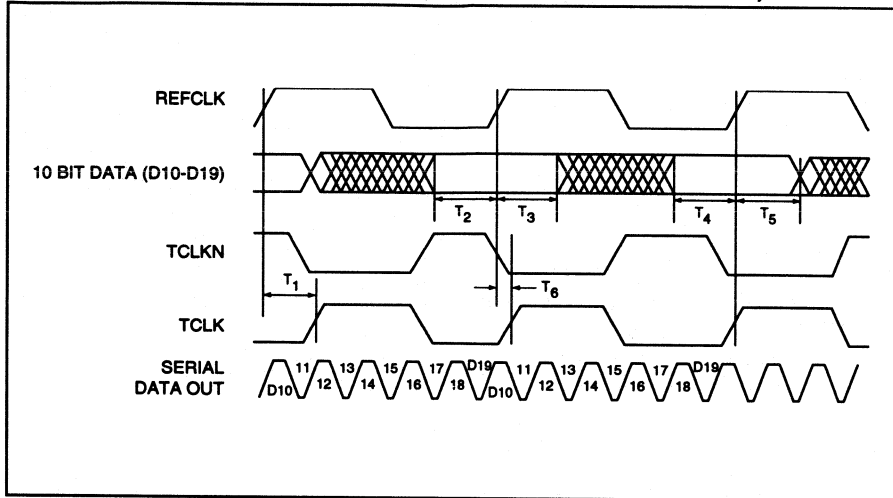 REFCLK
10 BIT DATA (D10-D19)
T2 T3 T4 T5
TCLKN
T1 T6
TCLK
SERIAL DATA OUT
11 13 15 17 D19 11 13 15 17 D19
D10 12 14 16 18 D10 12 14 16 18